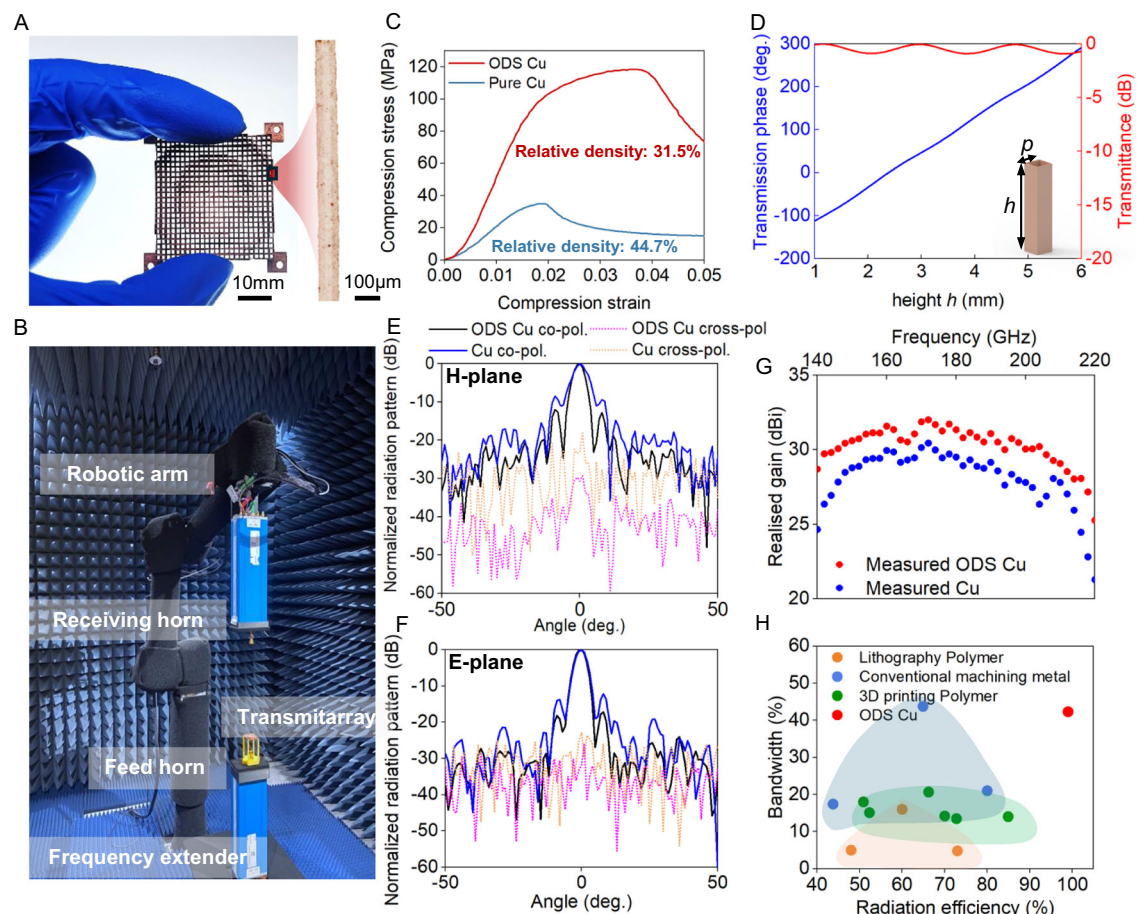 A
10mm
100μm
B
Robotic arm
Receiving horn
Transmitarray
Feed horn
Frequency extender
C
Compression stress (MPa)
140
120
100
80
60
40
20
0
ODS Cu
Pure Cu
Relative density: 31.5%
Relative density: 44.7%
0.00
0.01
0.02
0.03
0.04
0.05
Compression strain
D
Transmission phase (deg.)
300
200
100
0
-100
-200
p
h
0
-5
-10
-15
-20
Transmittance (dB)
1
2
3
4
5
6
height h (mm)
E
ODS Cu co-pol.
ODS Cu cross-pol
Cu co-pol.
Cu cross-pol.
Normalized radiation pattern (dB)
H-plane
0
-10
-20
-30
-40
-50
-60
-50
0
50
Angle (deg.)
F
Normalized radiation pattern (dB)
E-plane
0
-10
-20
-30
-40
-50
-60
-50
0
50
Angle (deg.)
G
Frequency (GHz)
140
160
180
200
220
Realised gain (dBi)
35
30
25
20
Measured ODS Cu
Measured Cu
H
Bandwidth (%)
60
50
40
30
20
10
0
Lithography Polymer
Conventional machining metal
3D printing Polymer
ODS Cu
40
50
60
70
80
90
100
Radiation efficiency (%)